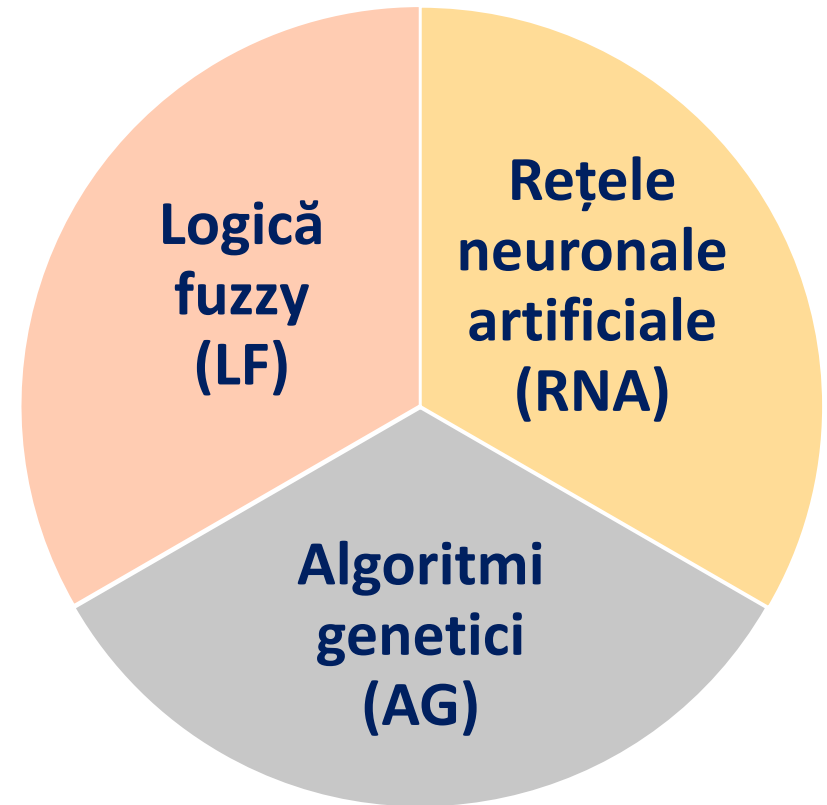 Logică
fuzzy
(LF)
Rețele
neuronale
artificiale
(RNA)
Algoritmi
genetici
(AG)